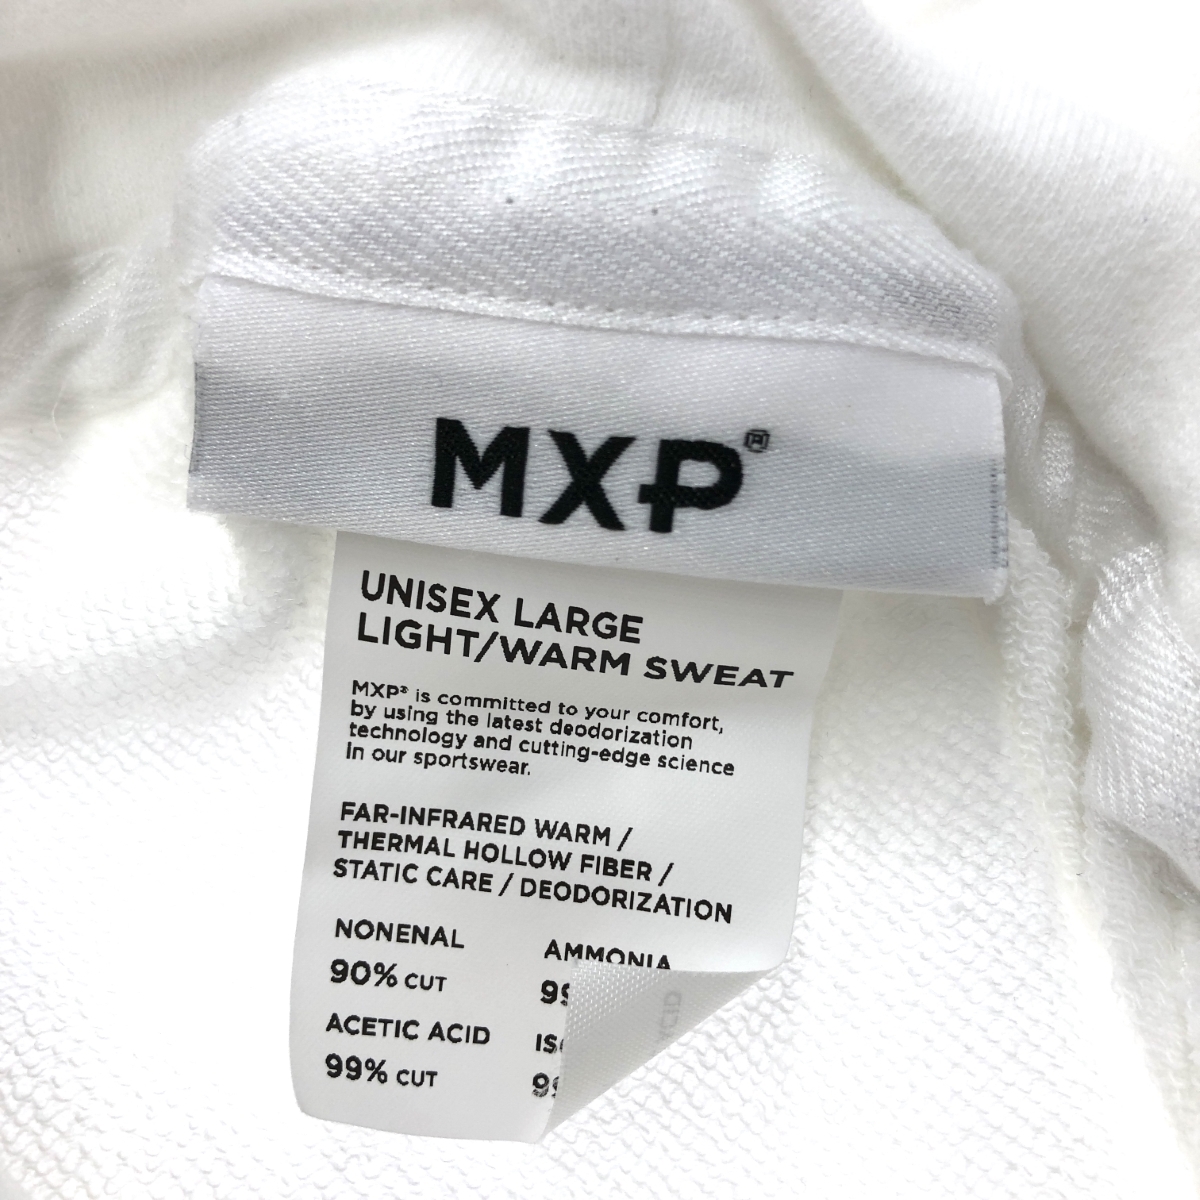 MXP®
UNISEX LARGE
LIGHT/WARM SWEAT
MXP® is committed to your comfort,
by using the latest deodorization
technology and cutting-edge science
In our sportswear.
FAR-INFRARED WARM /
THERMAL HOLLOW FIBER /
STATIC CARE / DEODORIZATION
NONENAL AMMONIA
90% CUT
ACETIC ACID
99% CUT